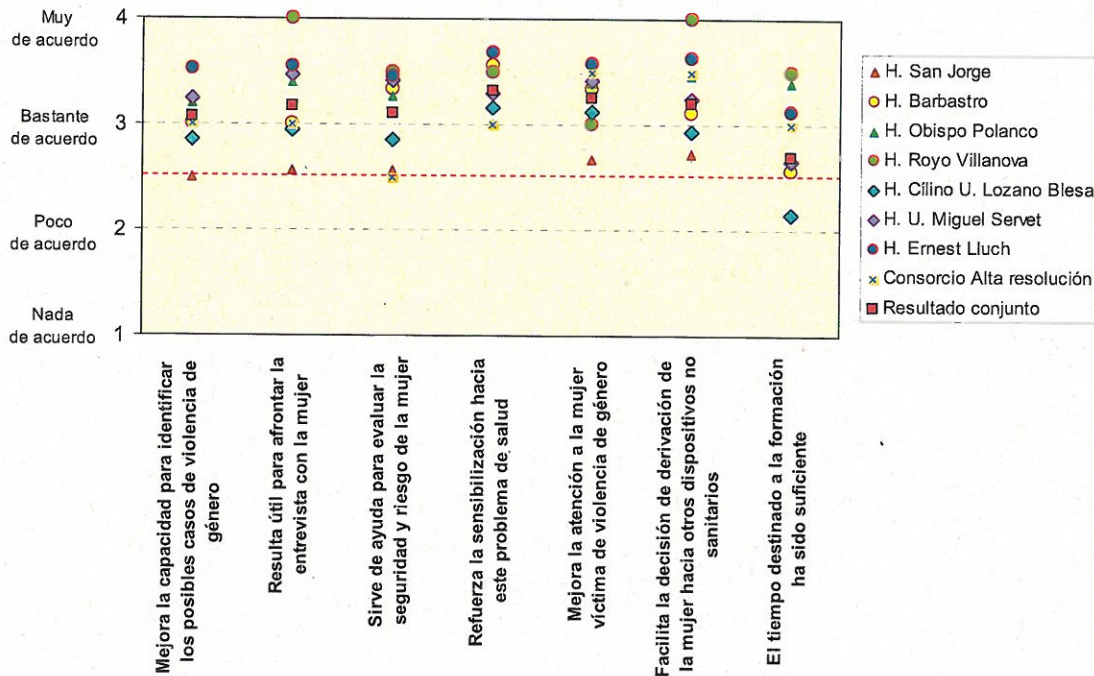 Muy
de acuerdo
4
Bastante
de acuerdo
3
Poco
de acuerdo
2
Nada
de acuerdo
1
H. San Jorge
H. Barbastro
H. Obispo Polanco
H. Royo Villanova
H. Cílino U. Lozano Blesa
H. U. Miguel Servet
H. Ernest Lluch
Consorcio Alta resolución
Resultado conjunto
Mejora la capacidad para identificar
los posibles casos de violencia de
género
Resulta útil para afrontar la
entrevista con la mujer
Sirve de ayuda para evaluar la
seguridad y riesgo de la mujer
Refuerza la sensibilización hacia
este problema de salud
Mejora la atención a la mujer
víctima de violencia de género
Facilita la decisión de derivación de
la mujer hacia otros dispositivos no
sanitarios
El tiempo destinado a la formación
ha sido suficiente